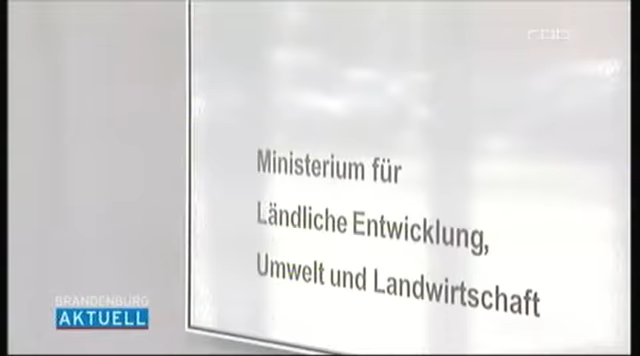 rbb
Ministerium für
Ländliche Entwicklung,
Umwelt und Landwirtschaft
BRANDENBURG
AKTUELL